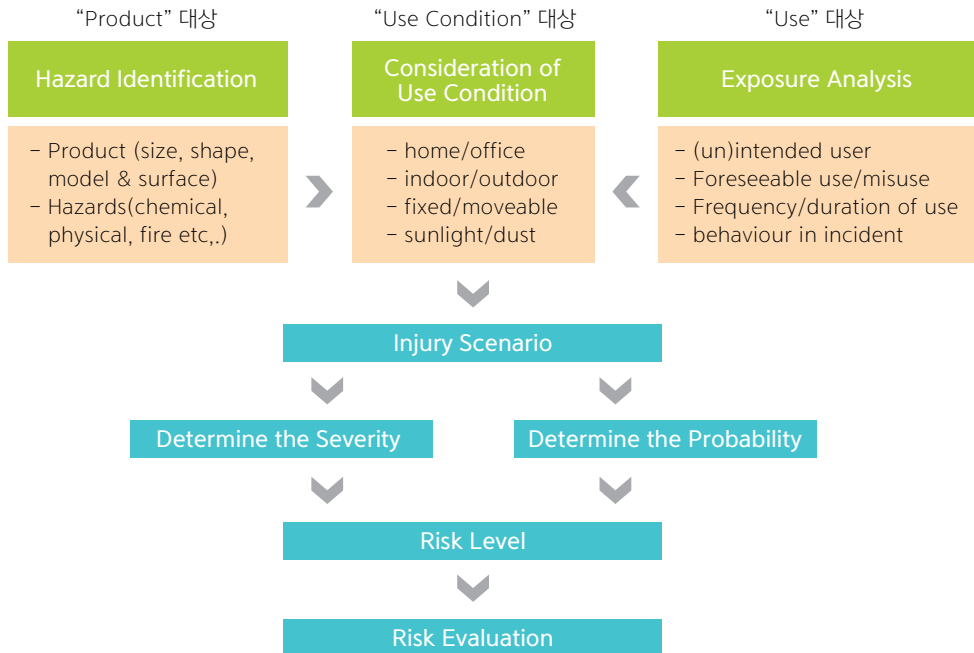 “Product” 대상
“Use Condition” 대상
“Use” 대상
Hazard Identification
Consideration of
Use Condition
Exposure Analysis
- Product (size, shape,
model & surface)
- Hazards(chemical,
physical, fire etc,.)
- home/office
- indoor/outdoor
- fixed/moveable
- sunlight/dust
- (un)intended user
- Foreseeable use/misuse
- Frequency/duration of use
- behaviour in incident
Injury Scenario
Determine the Severity
Determine the Probability
Risk Level
Risk Evaluation